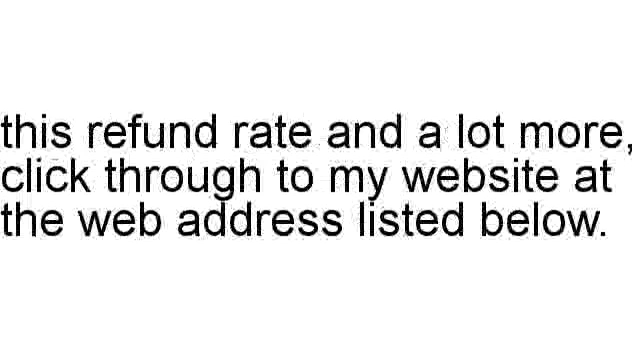 this refund rate and a lot more,
click through to my website at
the web address listed below.